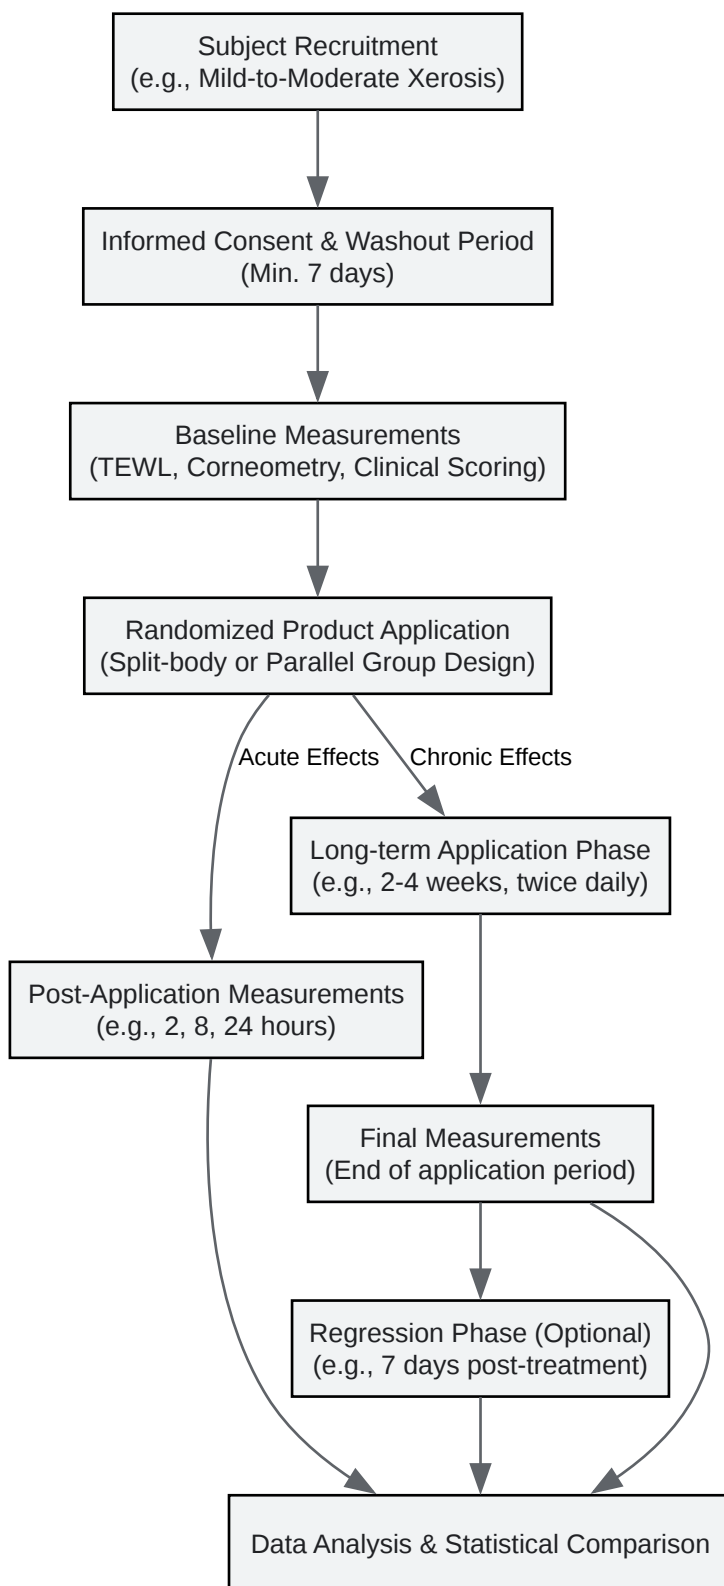 Subject Recruitment
(e.g., Mild-to-Moderate Xerosis)
Informed Consent & Washout Period
(Min. 7 days)
Baseline Measurements
(TEWL, Corneometry, Clinical Scoring)
Randomized Product Application
(Split-body or Parallel Group Design)
Acute Effects
Chronic Effects
Long-term Application Phase
(e.g., 2-4 weeks, twice daily)
Post-Application Measurements
(e.g., 2, 8, 24 hours)
Final Measurements
(End of application period)
Regression Phase (Optional)
(e.g., 7 days post-treatment)
Data Analysis & Statistical Comparison